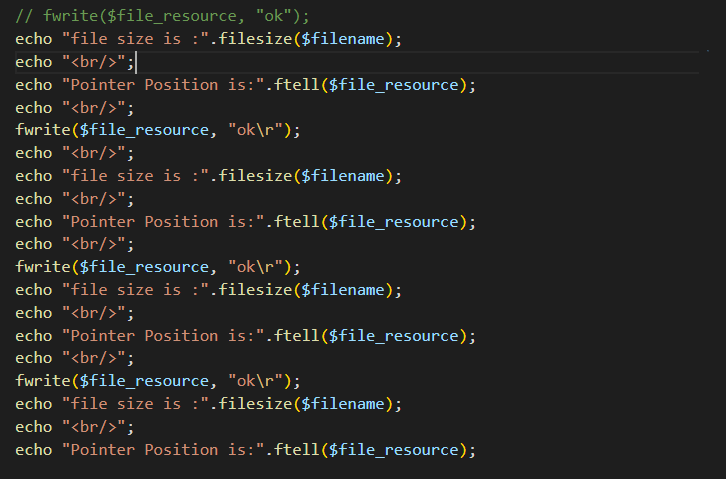 // fwrite($file_resource, "ok");
echo "file size is :".filesize($filename);
echo "<br/>";
echo "Pointer Position is:".ftell($file_resource);
echo "<br/>";
fwrite($file_resource, "ok\r");
echo "<br/>";
echo "file size is :".filesize($filename);
echo "<br/>";
echo "Pointer Position is:".ftell($file_resource);
echo "<br/>";
fwrite($file_resource, "ok\r");
echo "file size is :".filesize($filename);
echo "<br/>";
echo "Pointer Position is:".ftell($file_resource);
echo "<br/>";
fwrite($file_resource, "ok\r");
echo "file size is :".filesize($filename);
echo "<br/>";
echo "Pointer Position is:".ftell($file_resource);